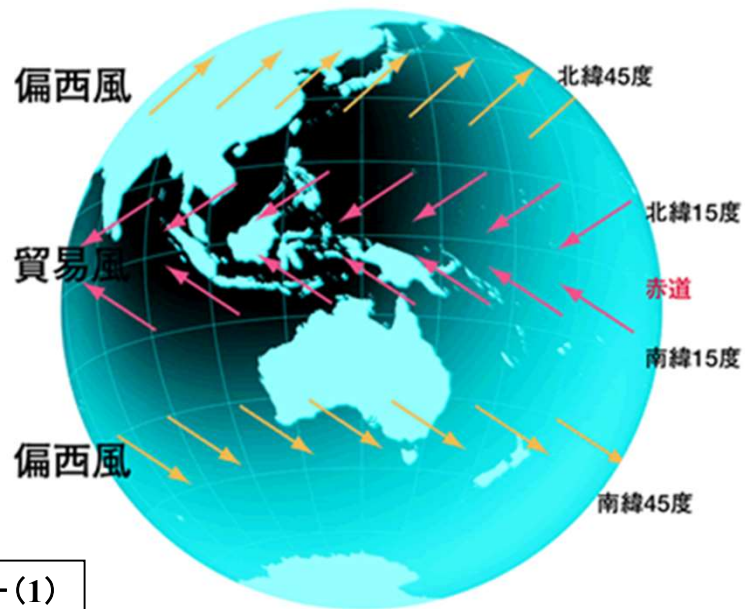 偏西風
北緯45度
北緯15度
貿易風
赤道
南緯15度
偏西風
南緯45度
-(1)